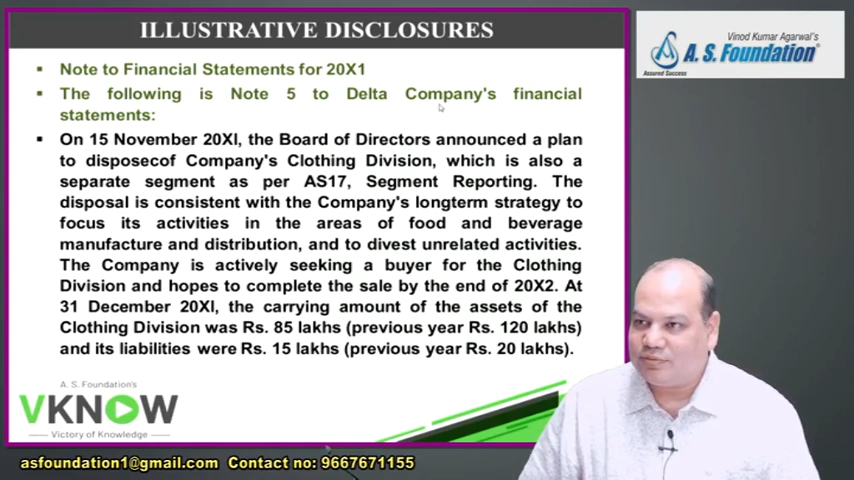 ILLUSTRATIVE DISCLOSURES
Vinod Kumar Agarwal's
A. S. Foundation®
Assured Success
▪ Note to Financial Statements for 20X1
▪ The following is Note 5 to Delta Company's financial
statements:
▪ On 15 November 20XI, the Board of Directors announced a plan
to disposecof Company's Clothing Division, which is also a
separate segment as per AS17, Segment Reporting. The
disposal is consistent with the Company's longterm strategy to
focus its activities in the areas of food and beverage
manufacture and distribution, and to divest unrelated activities.
The Company is actively seeking a buyer for the Clothing
Division and hopes to complete the sale by the end of 20X2. At
31 December 20XI, the carrying amount of the assets of the
Clothing Division was Rs. 85 lakhs (previous year Rs. 120 lakhs)
and its liabilities were Rs. 15 lakhs (previous year Rs. 20 lakhs).
A. S. Foundation's
VKNOW
Victory of Knowledge
asfoundation1@gmail.com Contact no: 9667671155